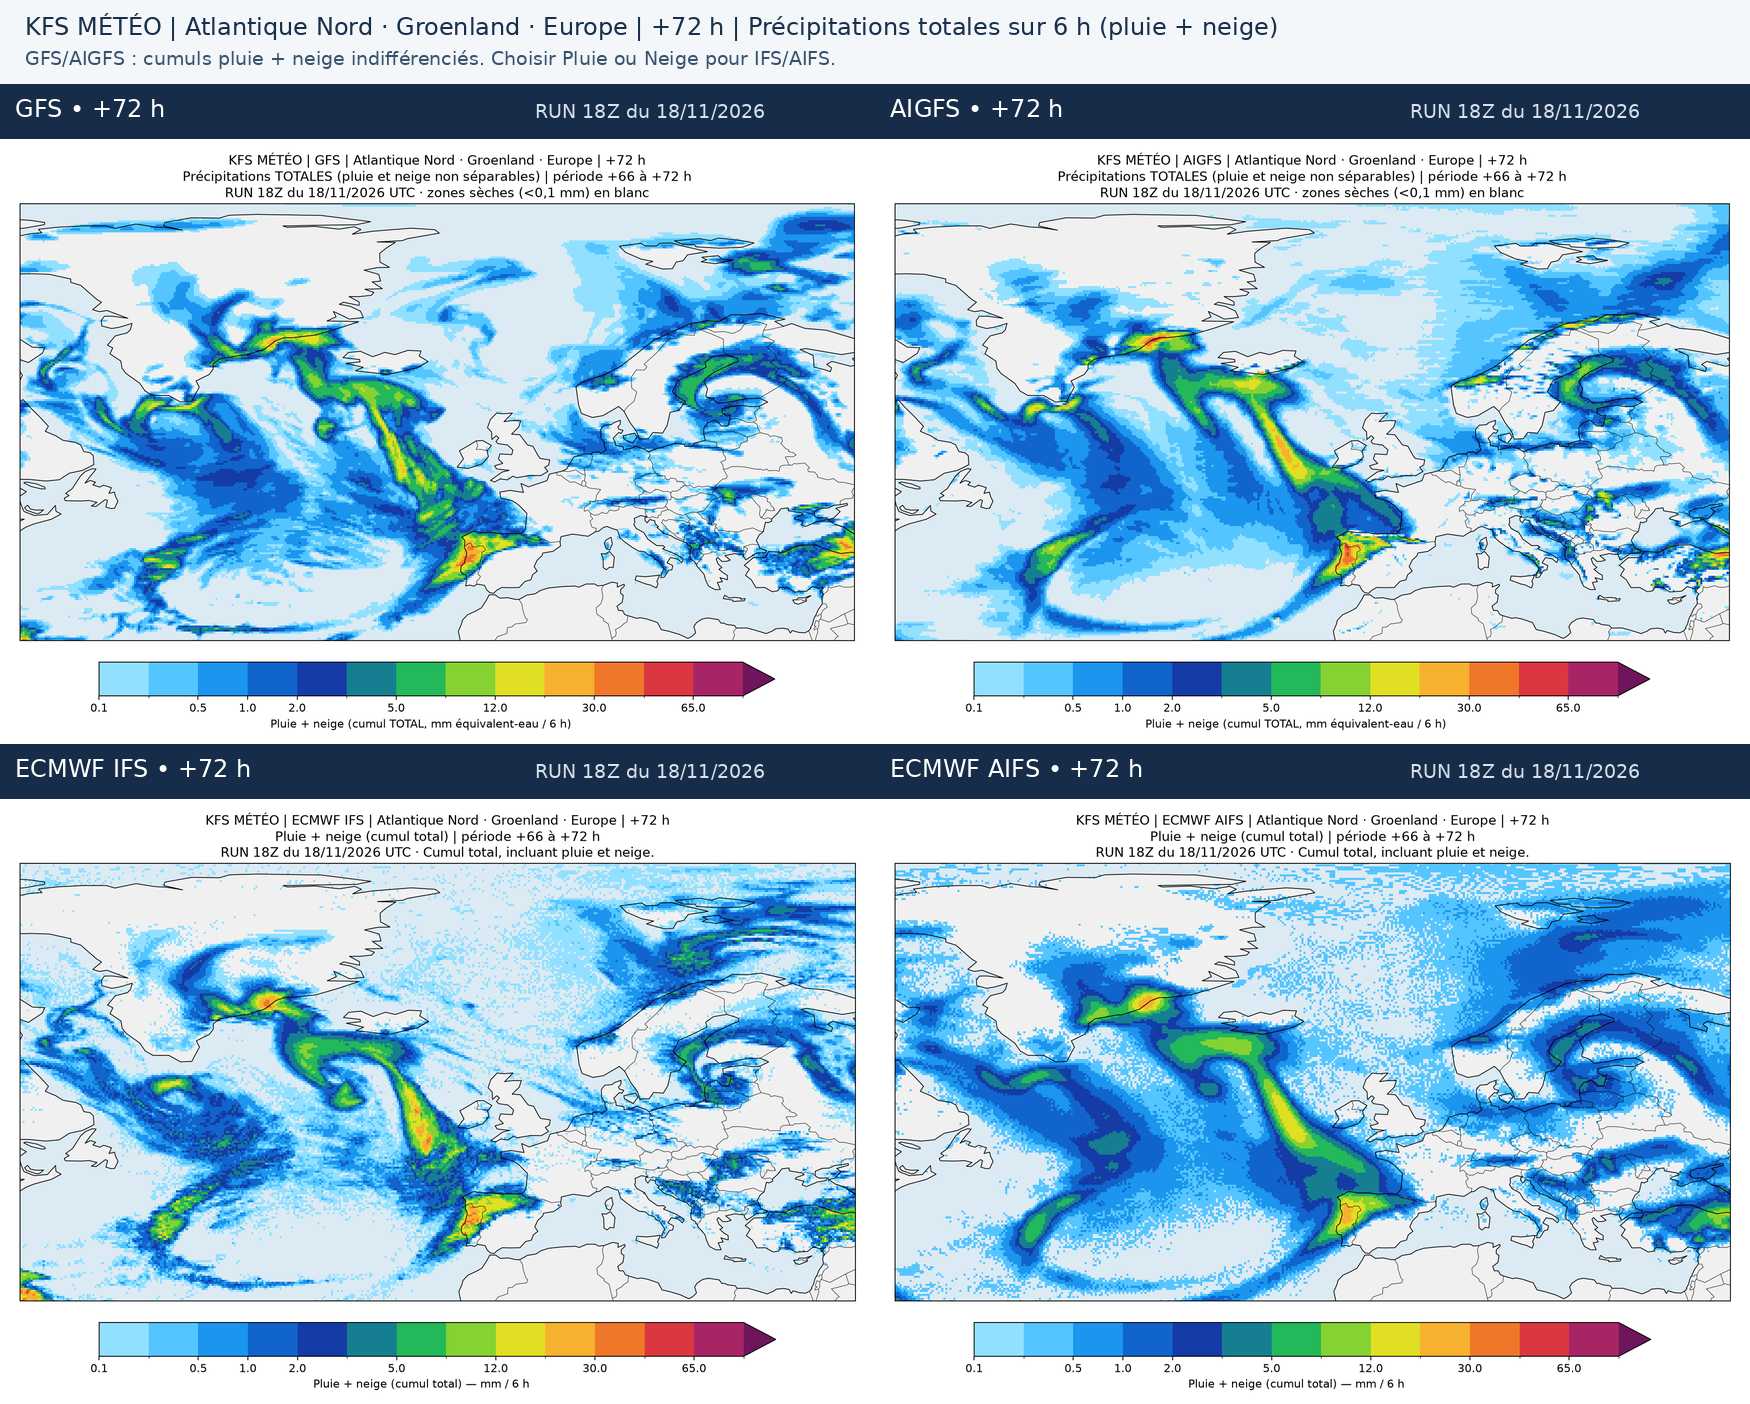 KFS MÉTÉO | Atlantique Nord · Groenland · Europe | +72 h | Précipitations totales sur 6 h (pluie + neige)
GFS/AIGFS : cumuls pluie + neige indifférenciés. Choisir Pluie ou Neige pour IFS/AIFS.
GFS • +72 h
RUN 18Z du 18/11/2026
KFS MÉTÉO | GFS | Atlantique Nord · Groenland · Europe | +72 h
Précipitations TOTALES (pluie et neige non séparables) | période +66 à +72 h
RUN 18Z du 18/11/2026 UTC · zones sèches (<0,1 mm) en blanc
0.1 0.5 1.0 2.0 5.0 12.0 30.0 65.0
Pluie + neige (cumul TOTAL, mm équivalent-eau / 6 h)
AIGFS • +72 h
RUN 18Z du 18/11/2026
KFS MÉTÉO | AIGFS | Atlantique Nord · Groenland · Europe | +72 h
Précipitations TOTALES (pluie et neige non séparables) | période +66 à +72 h
RUN 18Z du 18/11/2026 UTC · zones sèches (<0,1 mm) en blanc
0.1 0.5 1.0 2.0 5.0 12.0 30.0 65.0
Pluie + neige (cumul TOTAL, mm équivalent-eau / 6 h)
ECMWF IFS • +72 h
RUN 18Z du 18/11/2026
KFS MÉTÉO | ECMWF IFS | Atlantique Nord · Groenland · Europe | +72 h
Pluie + neige (cumul total) | période +66 à +72 h
RUN 18Z du 18/11/2026 UTC · Cumul total, incluant pluie et neige.
0.1 0.5 1.0 2.0 5.0 12.0 30.0 65.0
Pluie + neige (cumul total) — mm / 6 h
ECMWF AIFS • +72 h
RUN 18Z du 18/11/2026
KFS MÉTÉO | ECMWF AIFS | Atlantique Nord · Groenland · Europe | +72 h
Pluie + neige (cumul total) | période +66 à +72 h
RUN 18Z du 18/11/2026 UTC · Cumul total, incluant pluie et neige.
0.1 0.5 1.0 2.0 5.0 12.0 30.0 65.0
Pluie + neige (cumul total) — mm / 6 h